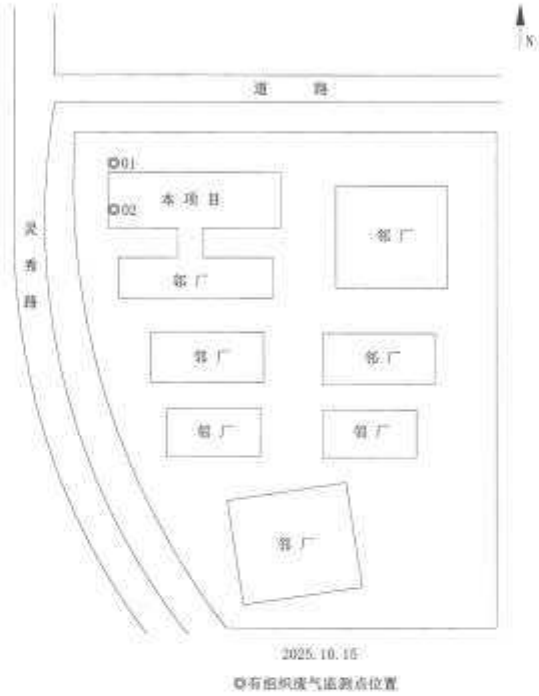 N
道 路
◎01
本 项 目
◎02
邻 厂
灵秀路
邻 厂
邻 厂
邻 厂
邻 厂
邻 厂
邻 厂
2025.10.15
◎有组织废气监测点位置